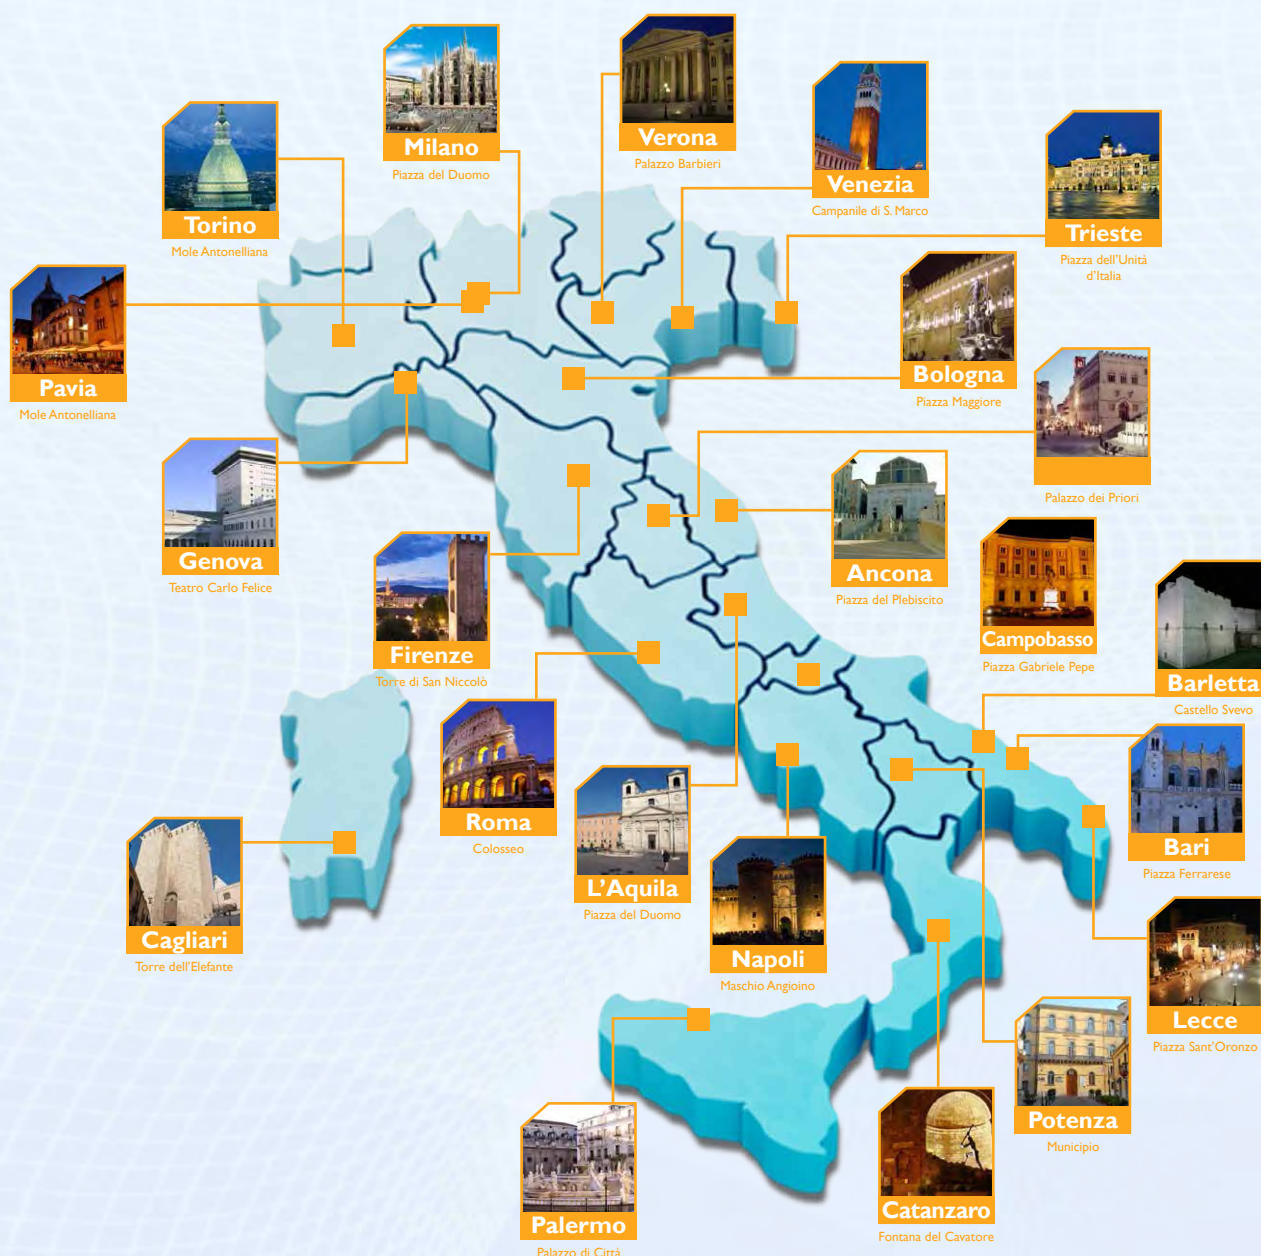 Milano
Piazza del Duomo
Verona
Palazzo Barbieri
Venezia
Campanile di S. Marco
Torino
Mole Antonelliana
Trieste
Piazza dell'Unità
d'Italia
Pavia
Mole Antonelliana
Bologna
Piazza Maggiore
Palazzo dei Priori
Genova
Teatro Carlo Felice
Ancona
Piazza del Plebiscito
Firenze
Torre di San Niccolò
Campobasso
Piazza Gabriele Pepe
Barletta
Castello Svevo
Roma
Colosseo
Bari
Piazza Ferrarese
L'Aquila
Piazza del Duomo
Cagliari
Torre dell'Elefante
Napoli
Maschio Angioino
Lecce
Piazza Sant'Oronzo
Potenza
Municipio
Palermo
Palazzo di Città
Catanzaro
Fontana del Cavatore